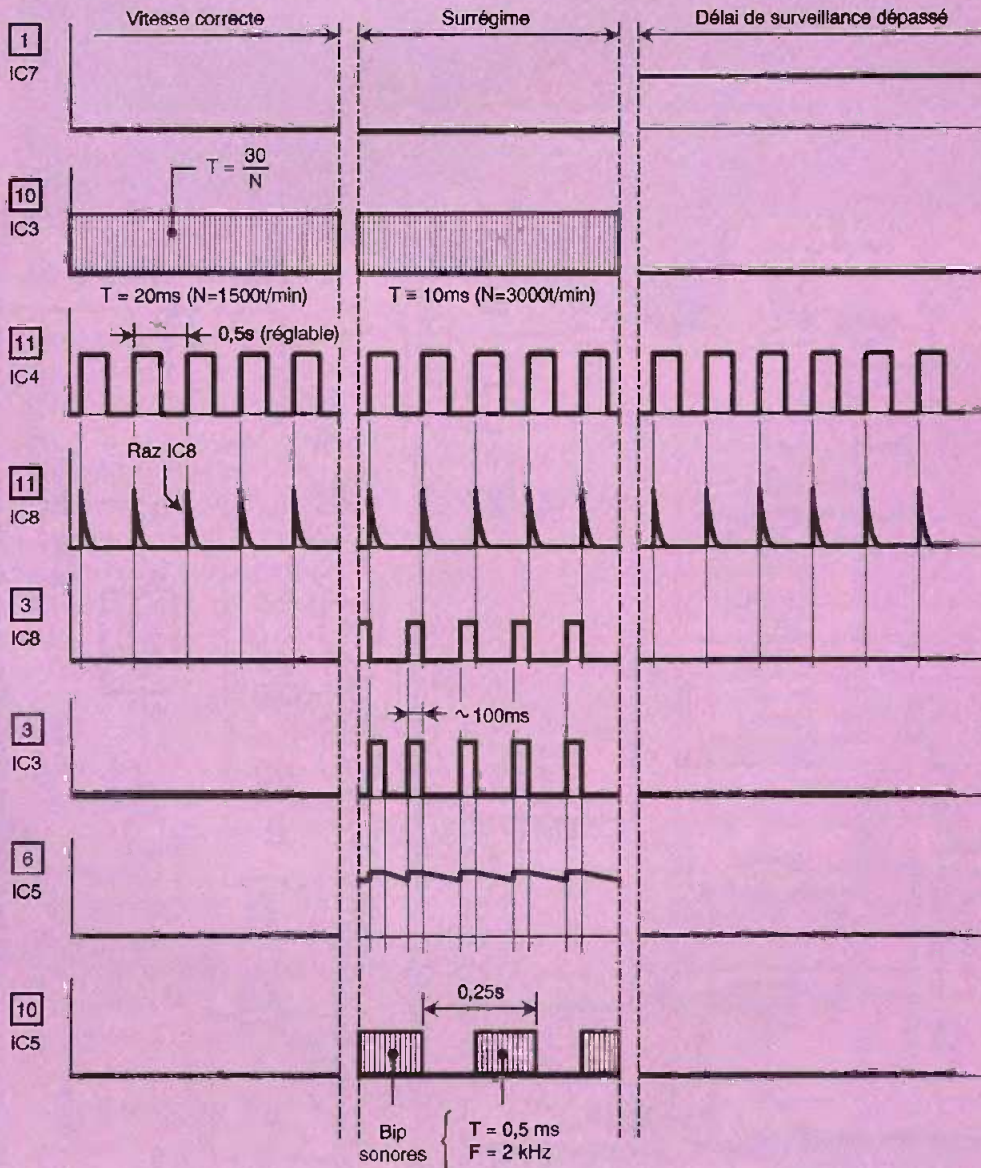 Vitesse correcte
Surrégime
Délai de surveillance dépassé
1
IC7
T = 30/N
10
IC3
T = 20ms (N=1500t/min)
T = 10ms (N=3000t/min)
11
IC4
0,5s (réglable)
Raz IC8
11
IC8
3
IC8
3
IC3
~ 100ms
6
IC5
10
IC5
0,25s
Bip
sonores
T = 0,5 ms
F = 2 kHz